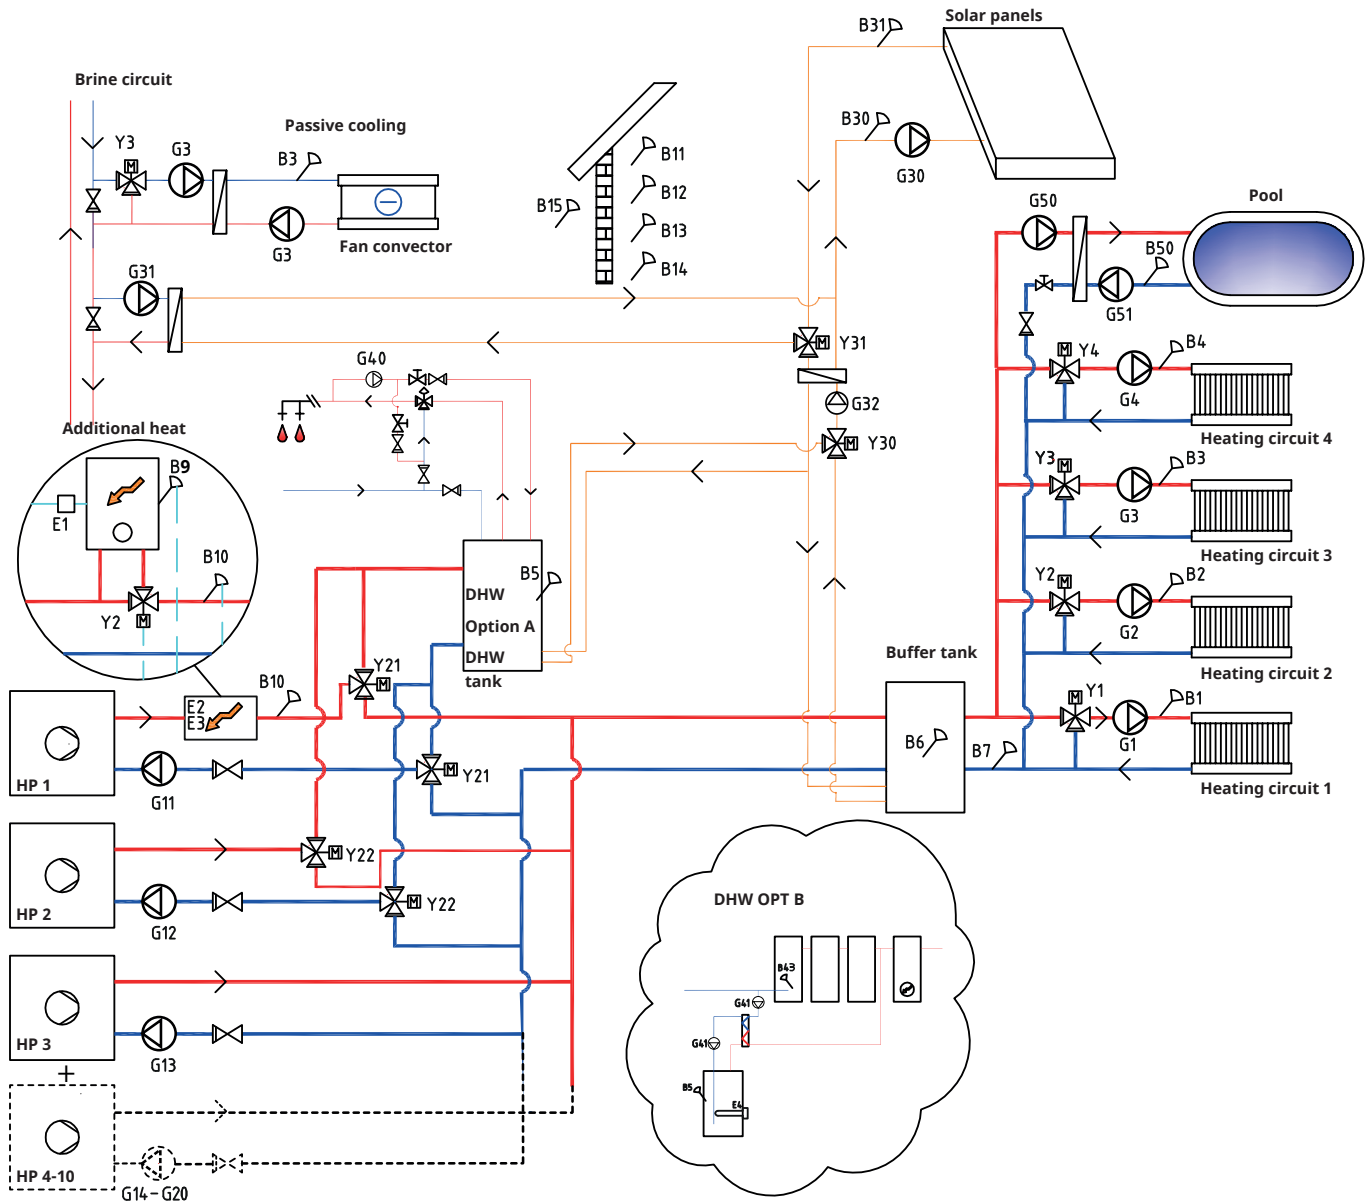 Solar panels
B31
Brine circuit
Passive cooling
Y3
G3
B3
B30
G30
B11
B12
B15
B13
B14
G3
Fan convector
G50
Pool
B50
G51
G31
Y31
G40
G32
Y30
Y4
B4
G4
Heating circuit 4
Additional heat
B9
E1
B10
Y2
Y3
B3
G3
Heating circuit 3
B5
DHW
Option A
DHW
tank
Y2
B2
G2
Heating circuit 2
Buffer tank
Y21
B10
E2
E3
HP 1
G11
Y21
B6
B7
Y1
B1
G1
Heating circuit 1
HP 2
G12
Y22
Y22
HP 3
G13
+
HP 4-10
G14-G20
DHW OPT B
B43
G41
G41
B5
E4
M
M
M
M
M
M
M
M
M
M
M
M